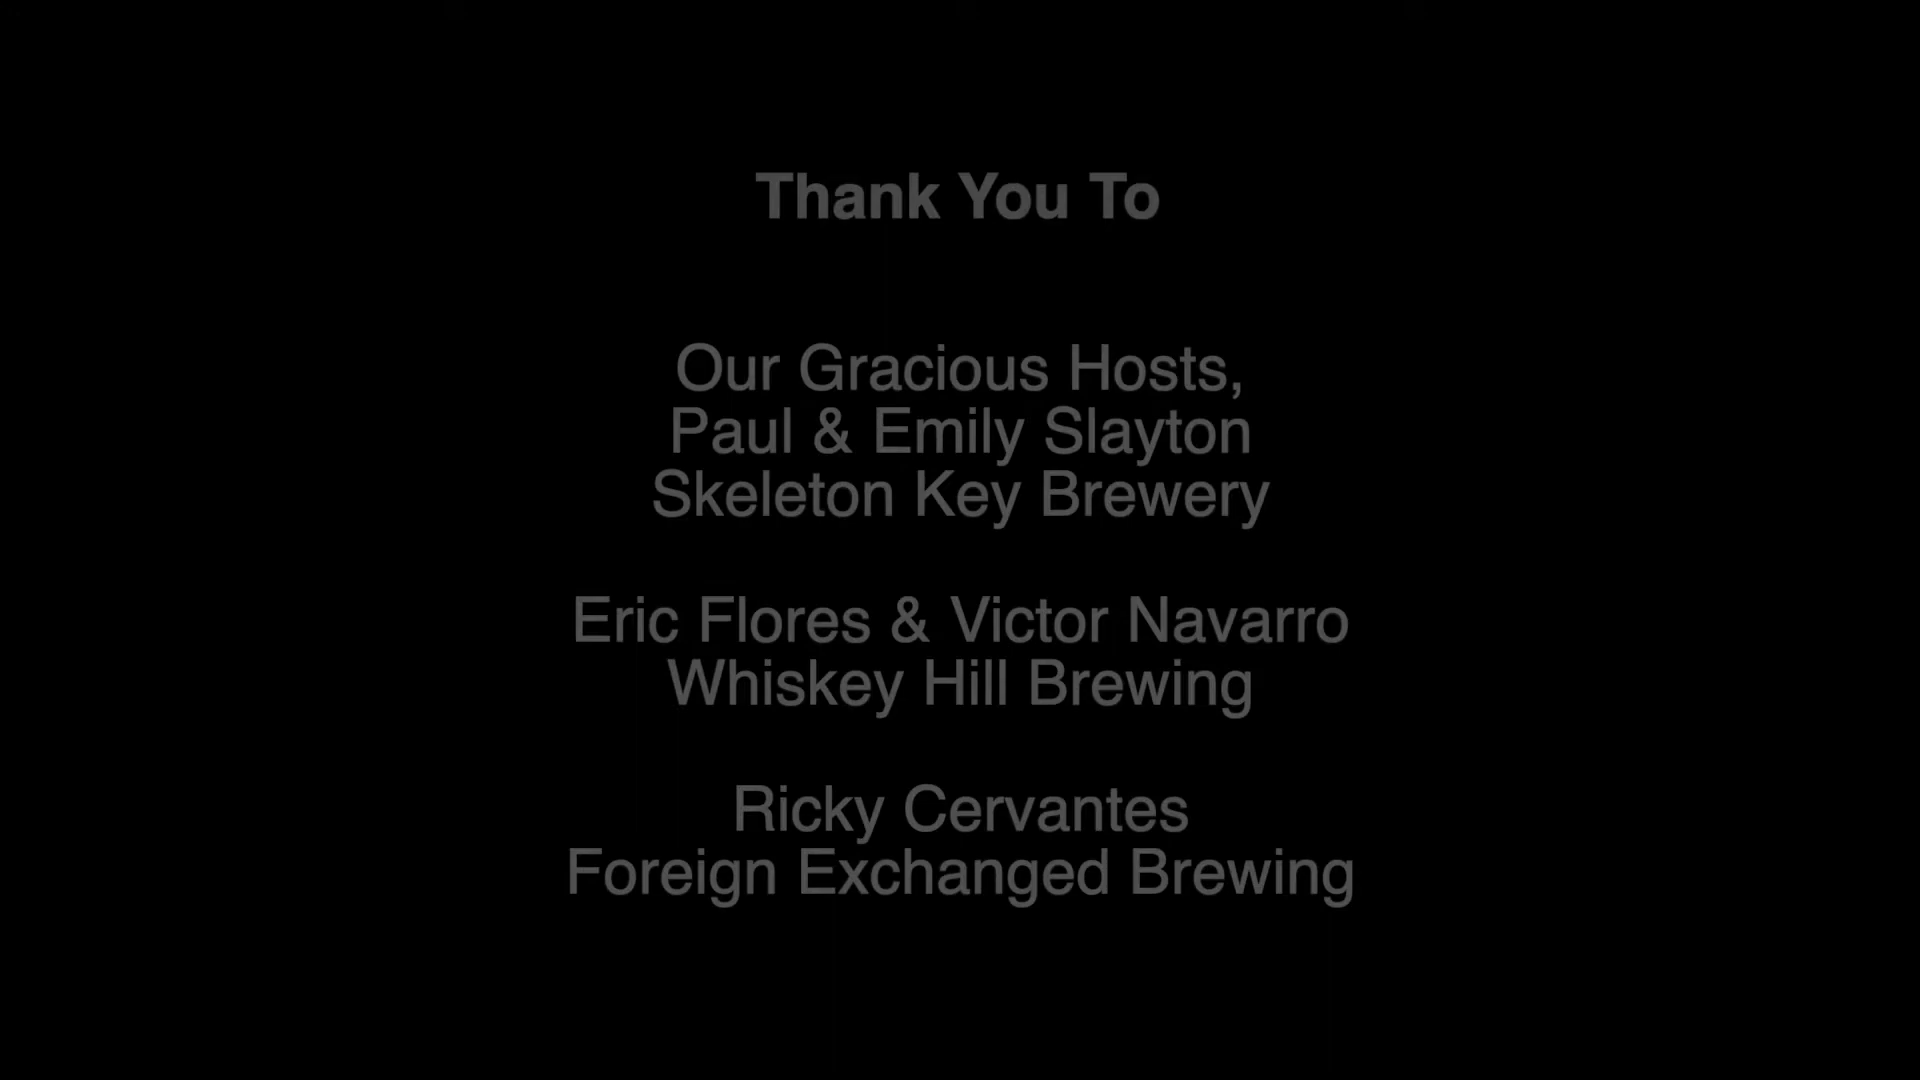 Thank You To
Our Gracious Hosts,
Paul & Emily Slayton
Skeleton Key Brewery
Eric Flores & Victor Navarro
Whiskey Hill Brewing
Ricky Cervantes
Foreign Exchanged Brewing